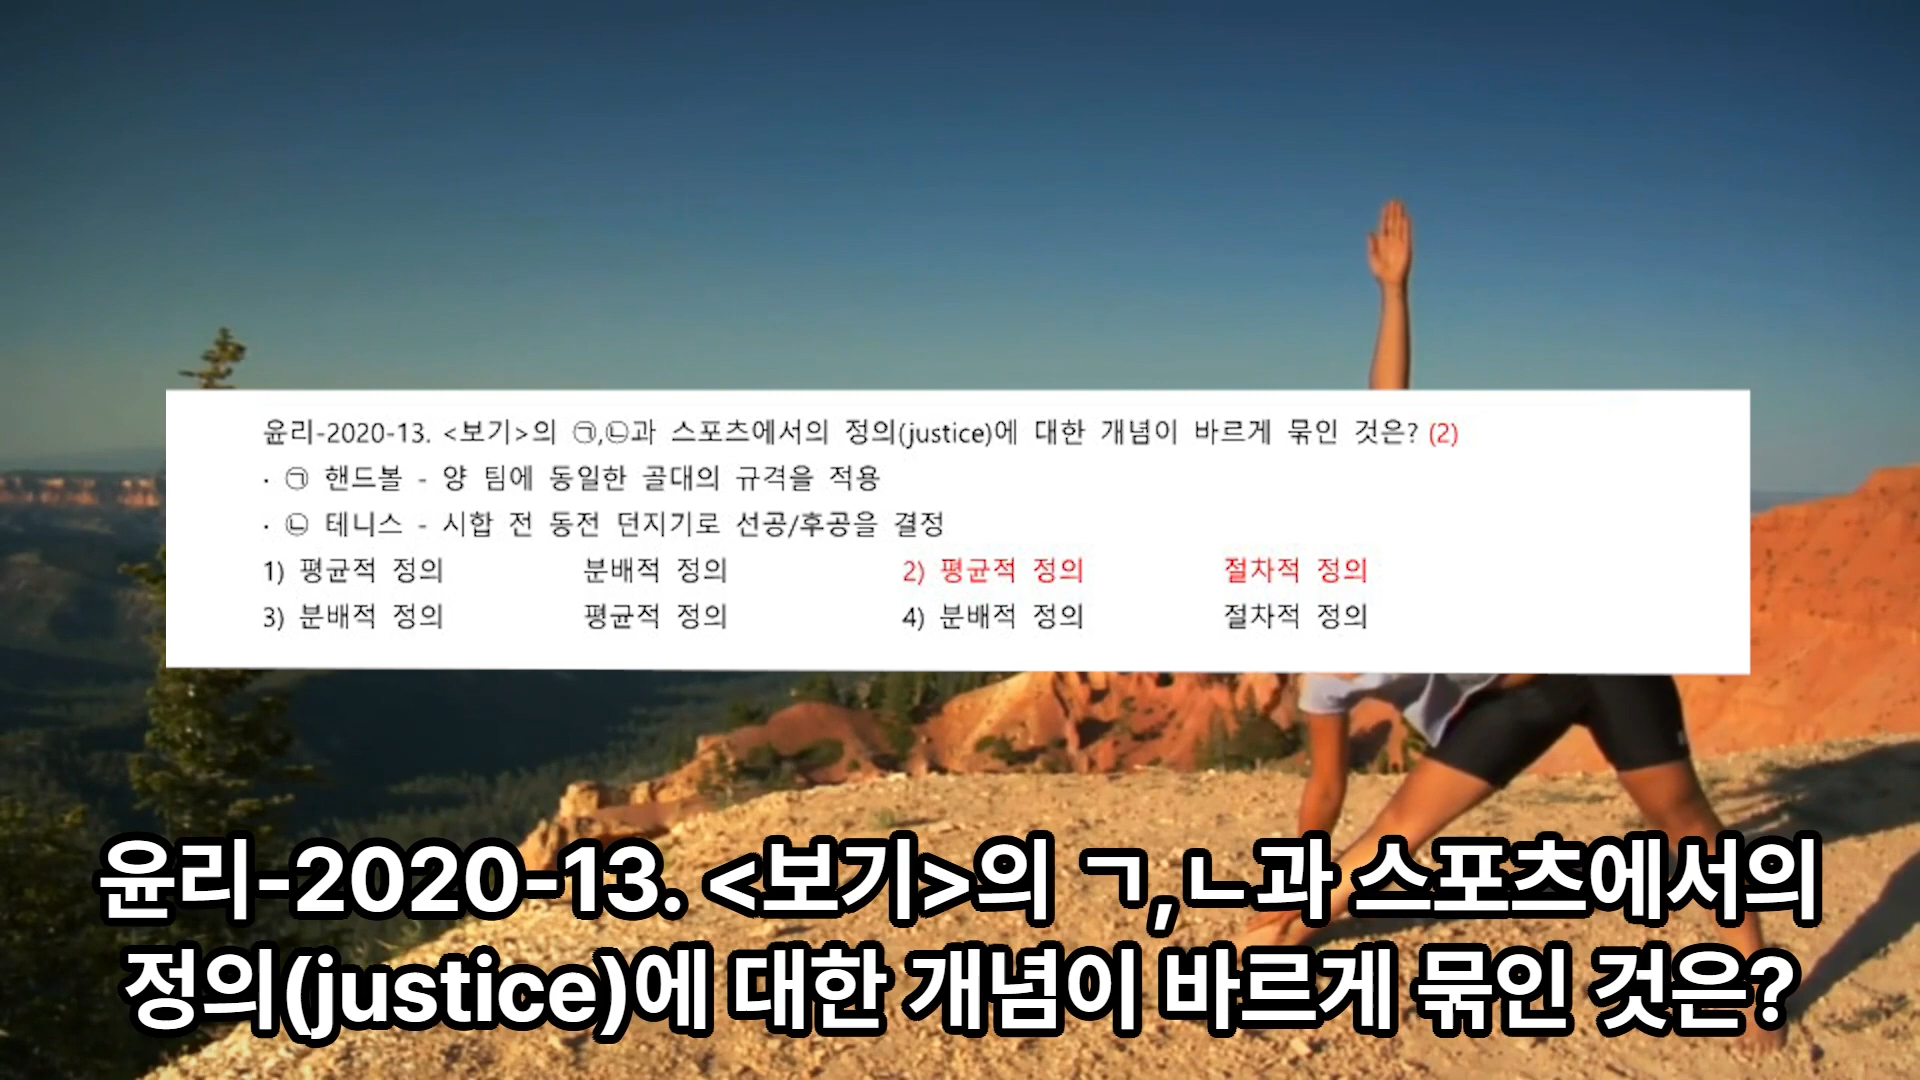 윤리-2020-13. <보기>의 ㉠,㉡과 스포츠에서의 정의(justice)에 대한 개념이 바르게 묶인 것은? (2)
· ㉠ 핸드볼 - 양 팀에 동일한 골대의 규격을 적용
· ㉡ 테니스 - 시합 전 동전 던지기로 선공/후공을 결정
1) 평균적 정의 분배적 정의 2) 평균적 정의 절차적 정의
3) 분배적 정의 평균적 정의 4) 분배적 정의 절차적 정의
윤리-2020-13. <보기>의 ㄱ,ㄴ과 스포츠에서의
정의(justice)에 대한 개념이 바르게 묶인 것은?